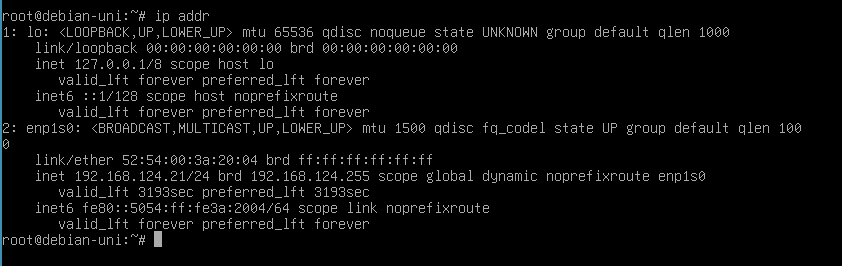 root@debian-uni:~# ip addr
1: lo: <LOOPBACK,UP,LOWER_UP> mtu 65536 qdisc noqueue state UNKNOWN group default qlen 1000
    link/loopback 00:00:00:00:00:00 brd 00:00:00:00:00:00
    inet 127.0.0.1/8 scope host lo
       valid_lft forever preferred_lft forever
    inet6 ::1/128 scope host noprefixroute
       valid_lft forever preferred_lft forever
2: enp1s0: <BROADCAST,MULTICAST,UP,LOWER_UP> mtu 1500 qdisc fq_codel state UP group default qlen 100
0
    link/ether 52:54:00:3a:20:04 brd ff:ff:ff:ff:ff:ff
    inet 192.168.124.21/24 brd 192.168.124.255 scope global dynamic noprefixroute enp1s0
       valid_lft 3193sec preferred_lft 3193sec
    inet6 fe80::5054:ff:fe3a:2004/64 scope link noprefixroute
       valid_lft forever preferred_lft forever
root@debian-uni:~#